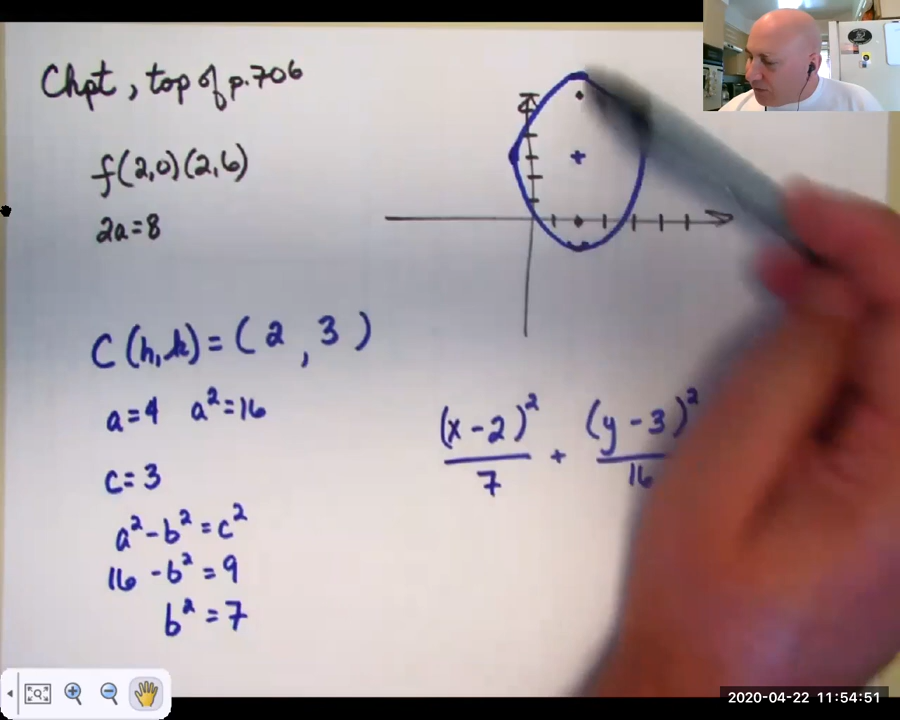 Chpt, top of p.706
f(2,0)(2,6)
2a=8
C(h,k)=(2,3)
a=4 a²=16
c=3
a²-b²=c²
16-b²=9
b²=7
(x-2)²/7 + (y-3)²/16
2020-04-22 11:54:51